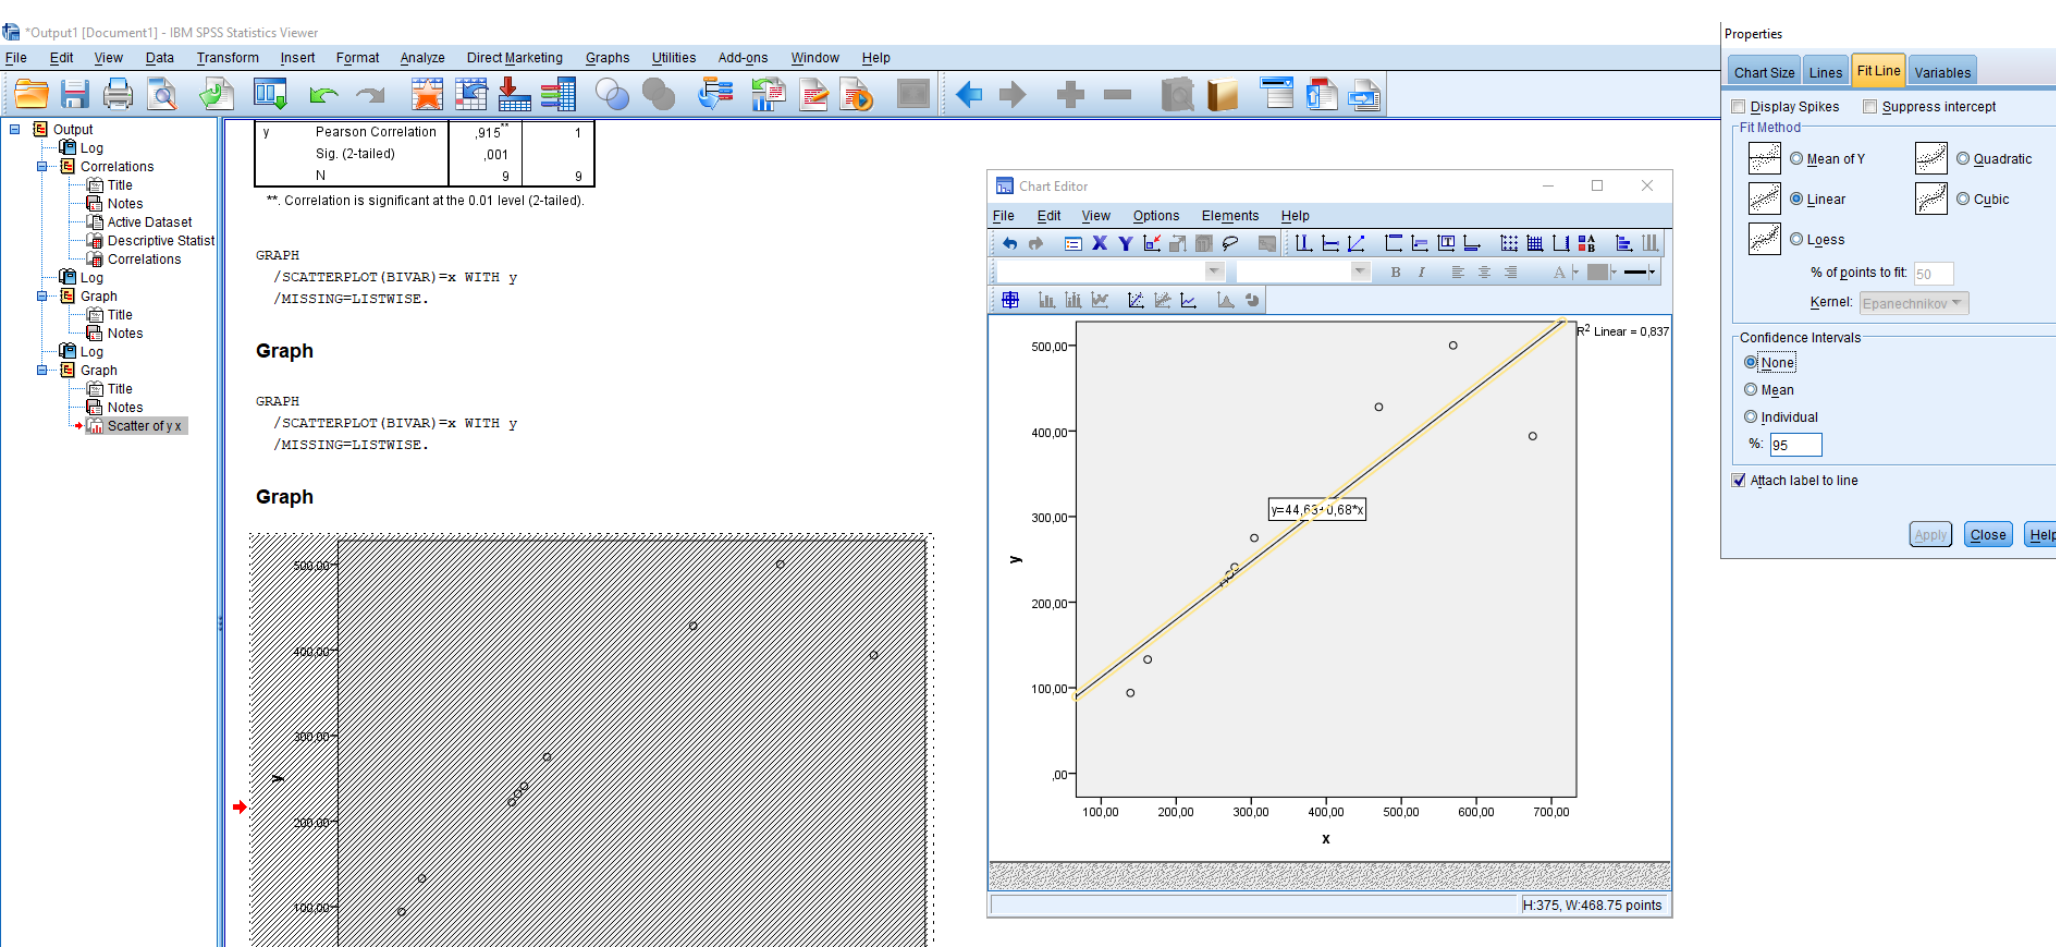 *Output1 [Document1] - IBM SPSS Statistics Viewer
File Edit View Data Transform Insert Format Analyze Direct Marketing Graphs Utilities Add-ons Window Help
Output
Log
Correlations
Title
Notes
Active Dataset
Descriptive Statist
Correlations
Log
Graph
Title
Notes
Log
Graph
Title
Notes
Scatter of y x
y Pearson Correlation ,915** 1
Sig. (2-tailed) ,001
N 9 9
**. Correlation is significant at the 0.01 level (2-tailed).
GRAPH
/SCATTERPLOT(BIVAR)=x WITH y
/MISSING=LISTWISE.
Graph
GRAPH
/SCATTERPLOT(BIVAR)=x WITH y
/MISSING=LISTWISE.
Graph
500,00
400,00
300,00
y
200,00
100,00
Chart Editor
File Edit View Options Elements Help
X Y
B I A
R² Linear = 0,837
500,00
400,00
y=44,63+0,68*x
300,00
y
200,00
100,00
,00
100,00 200,00 300,00 400,00 500,00 600,00 700,00
x
H:375, W:468.75 points
Properties
Chart Size Lines Fit Line Variables
Display Spikes Suppress intercept
Fit Method
Mean of Y Quadratic
Linear Cubic
Loess
% of points to fit: 50
Kernel: Epanechnikov
Confidence Intervals
None
Mean
Individual
%: 95
Attach label to line
Apply Close Help